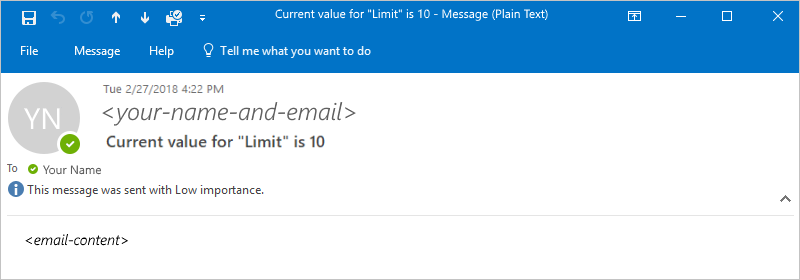 Current value for "Limit" is 10 - Message (Plain Text)
File Message Help Tell me what you want to do
Tue 2/27/2018 4:22 PM
YN
<your-name-and-email>
Current value for "Limit" is 10
To Your Name
This message was sent with Low importance.
<email-content>